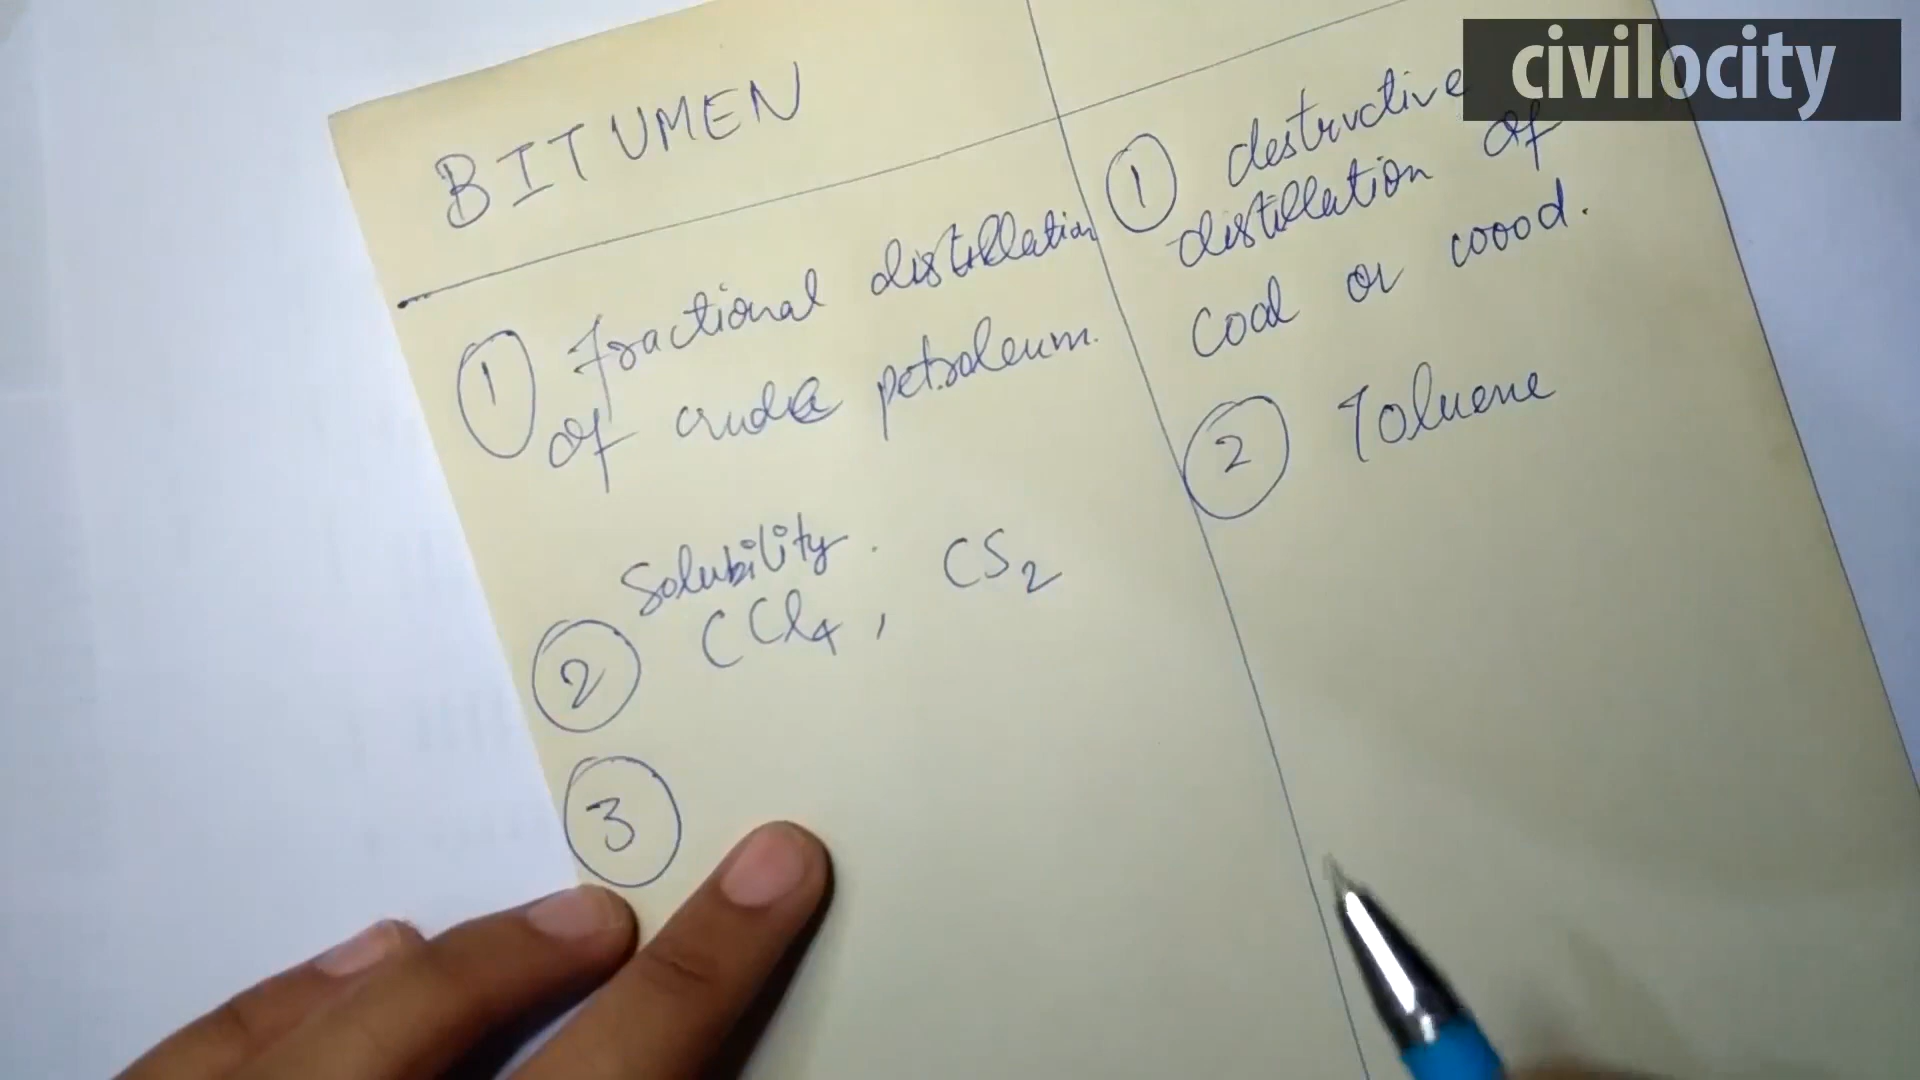 civilocity
BITUMEN
1 fractional distillation
of crude petroleum.
Solubility.
2 CCl4, CS2
3
1 destructive
distillation of
Coal or wood.
2 Toluene